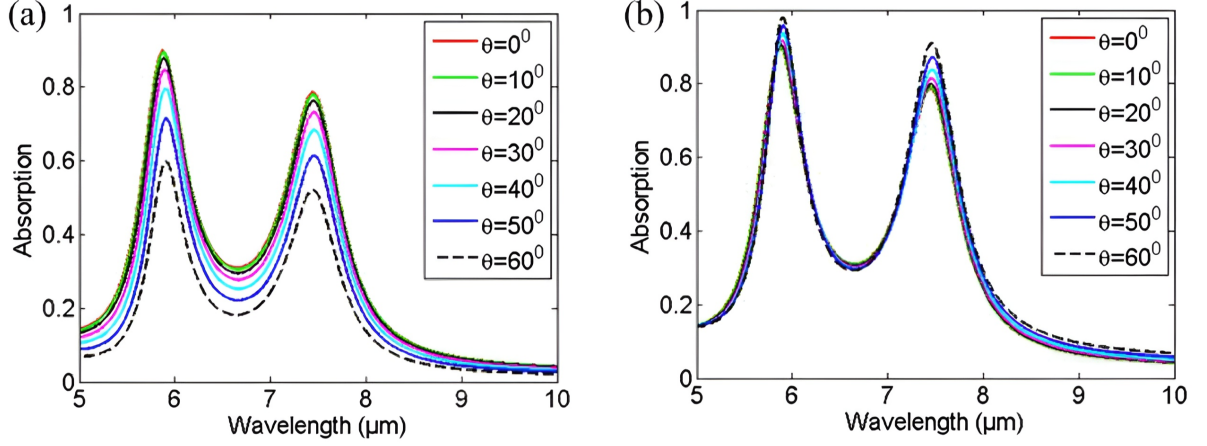 (a)
1
0.8
0.6
0.4
0.2
0
Absorption
5 6 7 8 9 10
Wavelength (μm)
θ=0⁰
θ=10⁰
θ=20⁰
θ=30⁰
θ=40⁰
θ=50⁰
θ=60⁰
(b)
1
0.8
0.6
0.4
0.2
0
Absorption
5 6 7 8 9 10
Wavelength (μm)
θ=0⁰
θ=10⁰
θ=20⁰
θ=30⁰
θ=40⁰
θ=50⁰
θ=60⁰